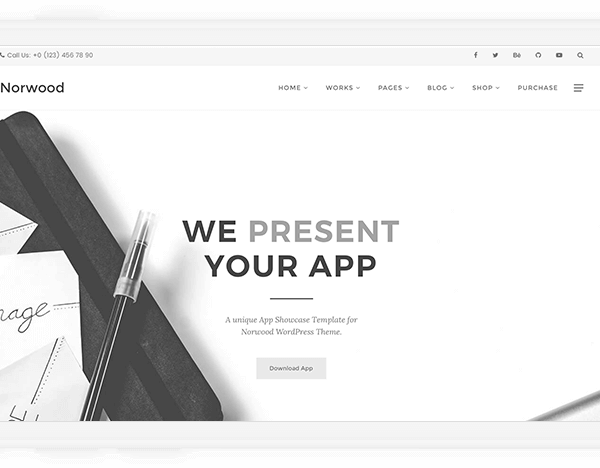 Call Us: +0 (123) 456 78 90
Norwood
HOME WORKS PAGES BLOG SHOP PURCHASE
WE PRESENT
YOUR APP
A unique App Showcase Template for
Norwood WordPress Theme.
Download App